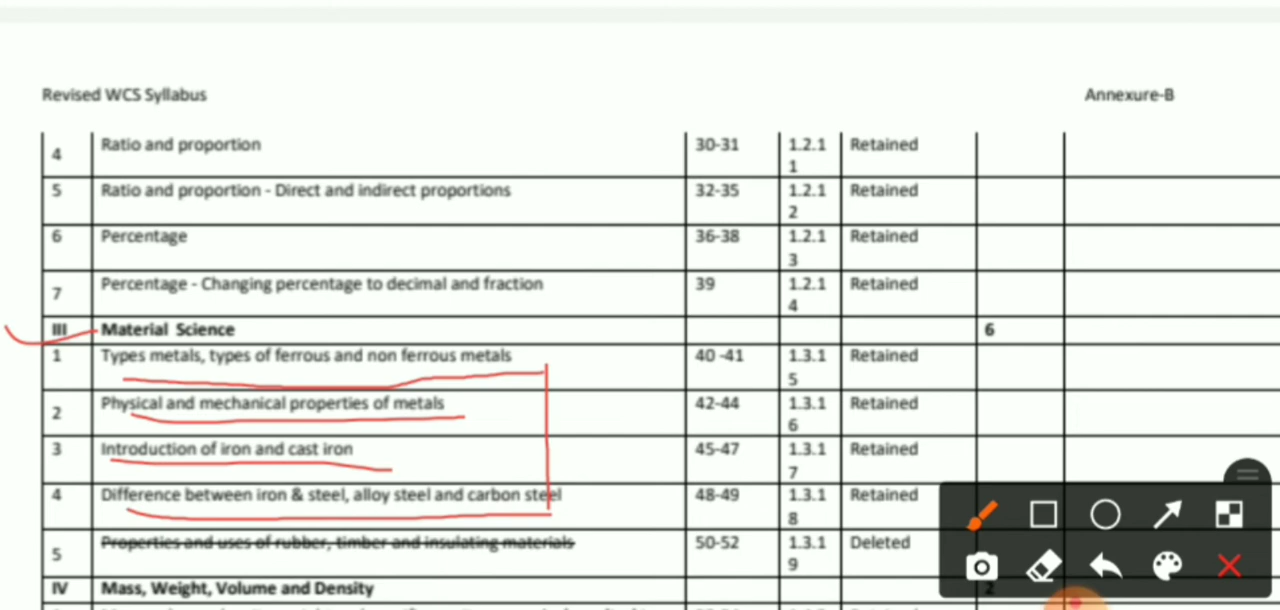 Revised WCS Syllabus Annexure-B
4 Ratio and proportion 30-31 1.2.1 1 Retained
5 Ratio and proportion - Direct and indirect proportions 32-35 1.2.1 2 Retained
6 Percentage 36-38 1.2.1 3 Retained
7 Percentage - Changing percentage to decimal and fraction 39 1.2.1 4 Retained
III Material Science 6
1 Types metals, types of ferrous and non ferrous metals 40 -41 1.3.1 5 Retained
2 Physical and mechanical properties of metals 42-44 1.3.1 6 Retained
3 Introduction of iron and cast iron 45-47 1.3.1 7 Retained
4 Difference between iron & steel, alloy steel and carbon steel 48-49 1.3.1 8 Retained
5 Properties and uses of rubber, timber and insulating materials 50-52 1.3.1 9 Deleted
IV Mass, Weight, Volume and Density 2